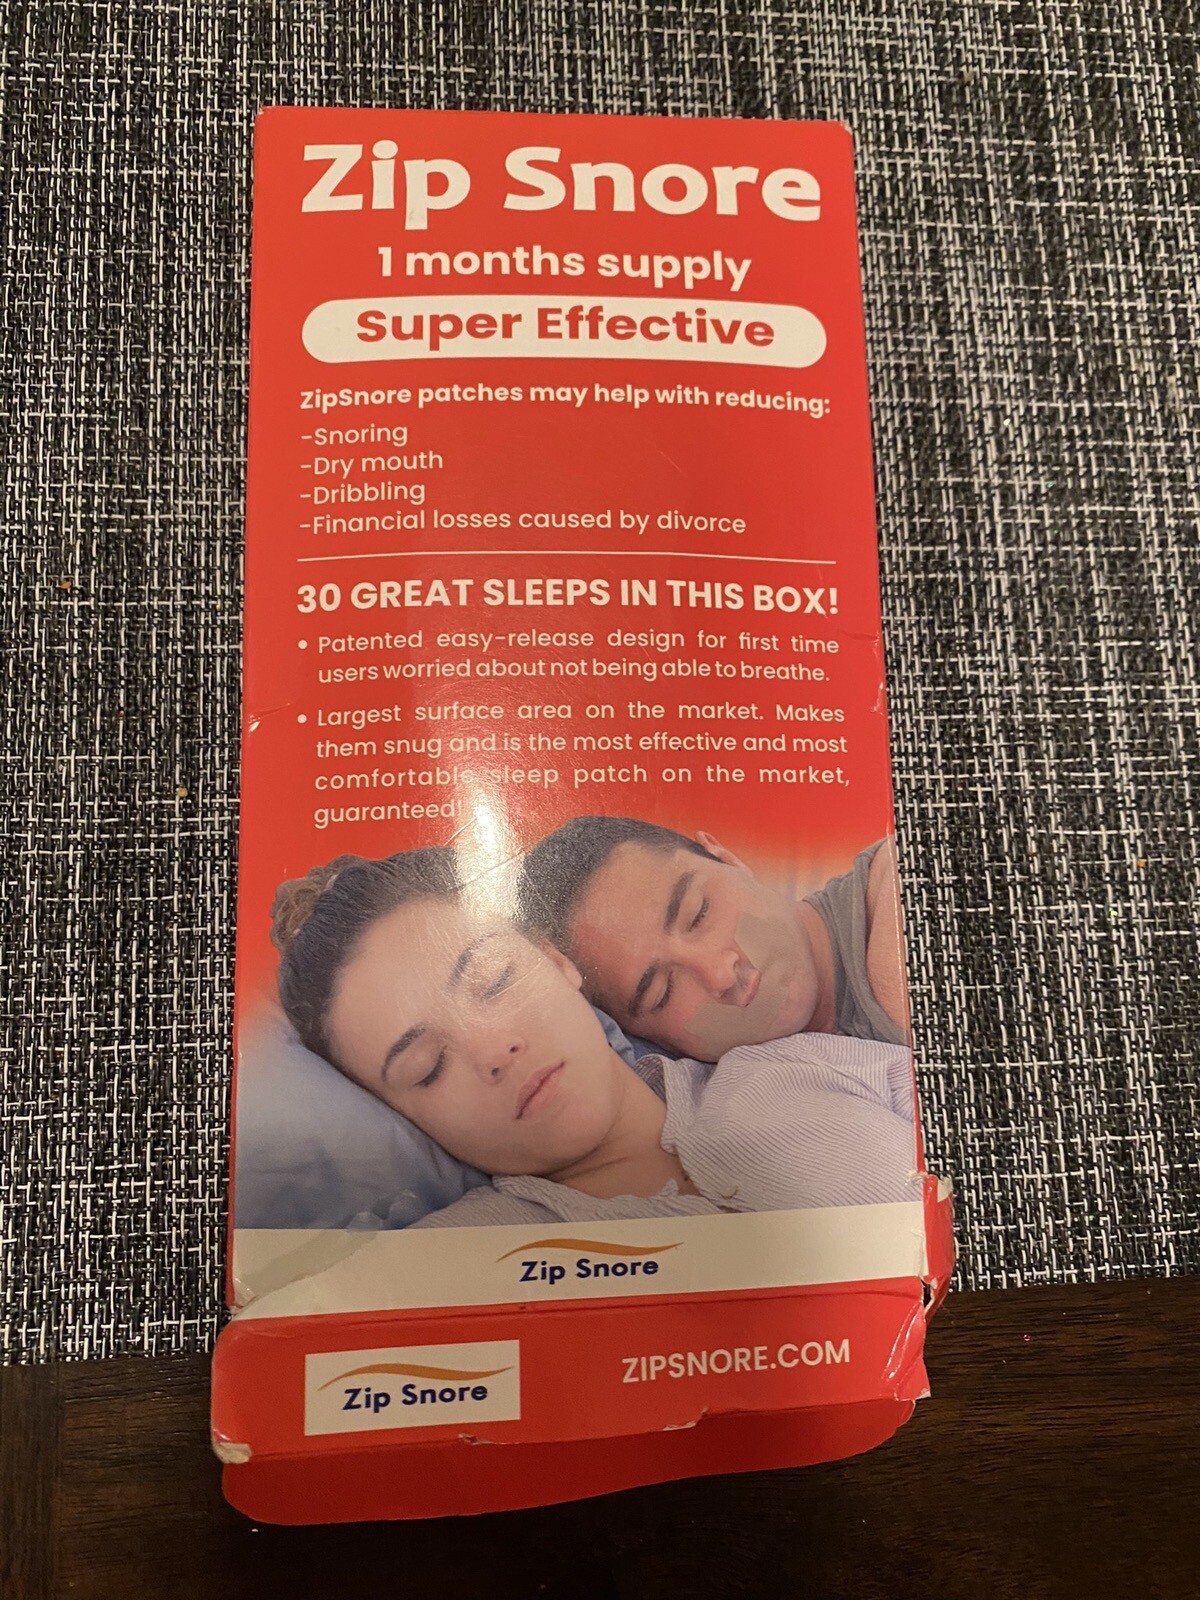 Zip Snore
1 months supply
Super Effective
ZipSnore patches may help with reducing:
-Snoring
-Dry mouth
-Dribbling
-Financial losses caused by divorce
30 GREAT SLEEPS IN THIS BOX!
• Patented easy-release design for first time
users worried about not being able to breathe.
• Largest surface area on the market. Makes
them snug and is the most effective and most
comfortable sleep patch on the market,
guaranteed!
Zip Snore
Zip Snore
ZIPSNORE.COM